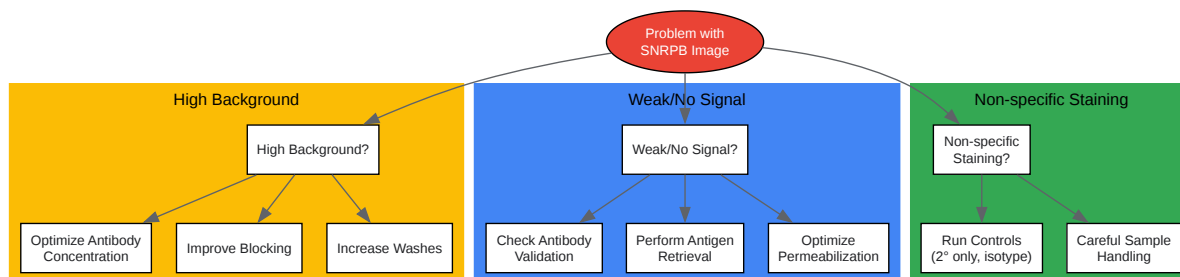 Problem with
SNRPB Image
High Background
Weak/No Signal
Non-specific Staining
High Background?
Weak/No Signal?
Non-specific
Staining?
Optimize Antibody
Concentration
Improve Blocking
Increase Washes
Check Antibody
Validation
Perform Antigen
Retrieval
Optimize
Permeabilization
Run Controls
(2° only, isotype)
Careful Sample
Handling